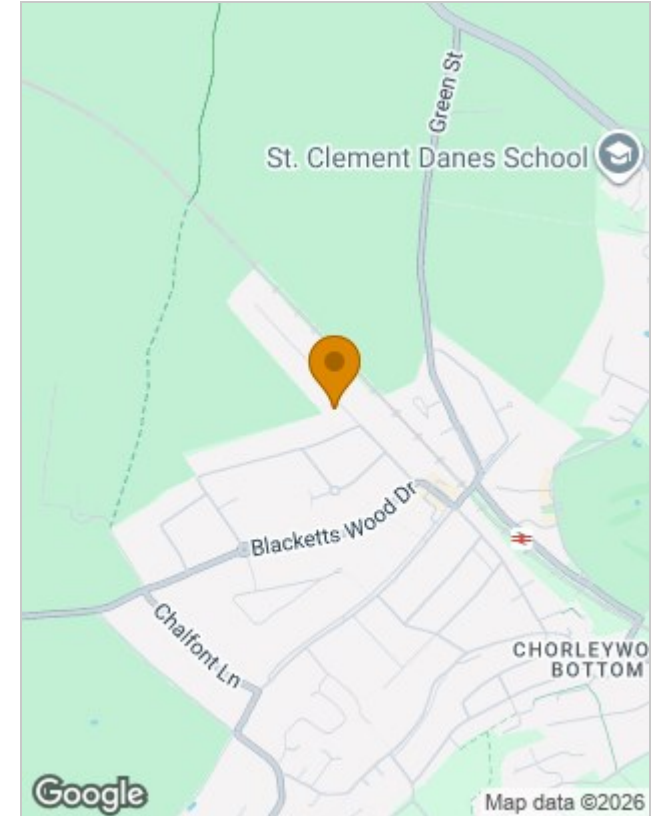 Green St
St. Clement Danes School
Blacketts Wood Dr
Chalfont Ln
CHORLEYWO
BOTTOM
Google
Map data ©2026